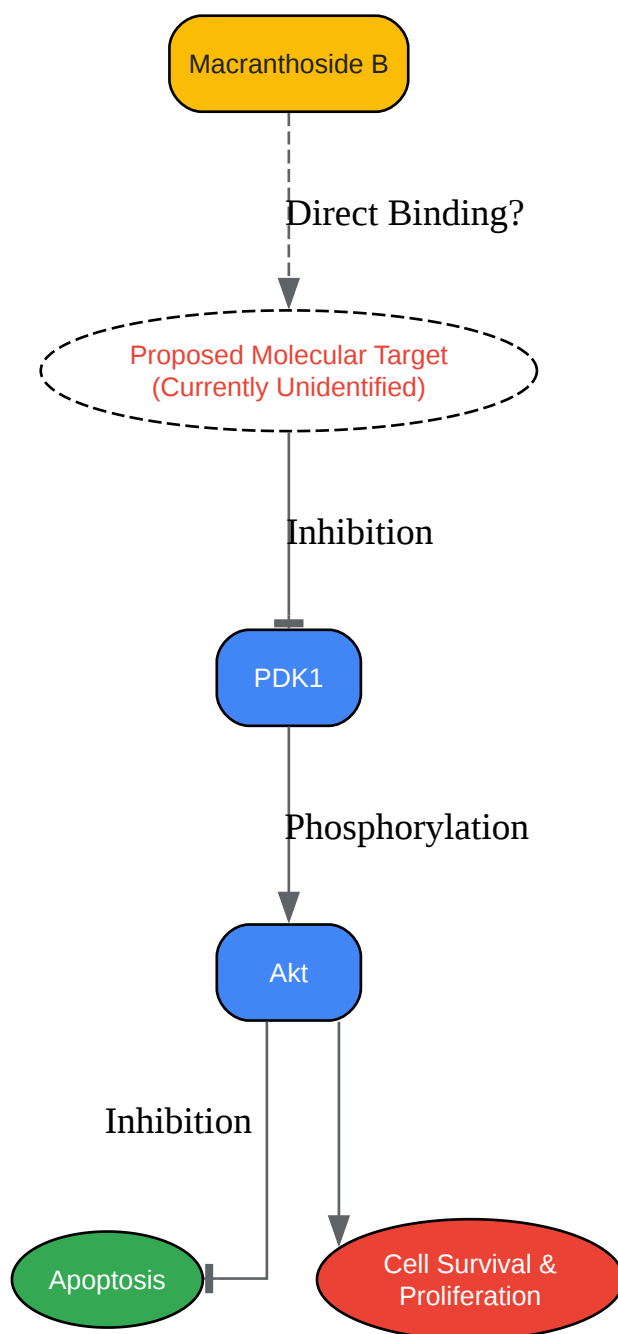 Macranthoside B
Direct Binding?
Proposed Molecular Target
(Currently Unidentified)
Inhibition
PDK1
Phosphorylation
Akt
Inhibition
Apoptosis
Cell Survival &
Proliferation